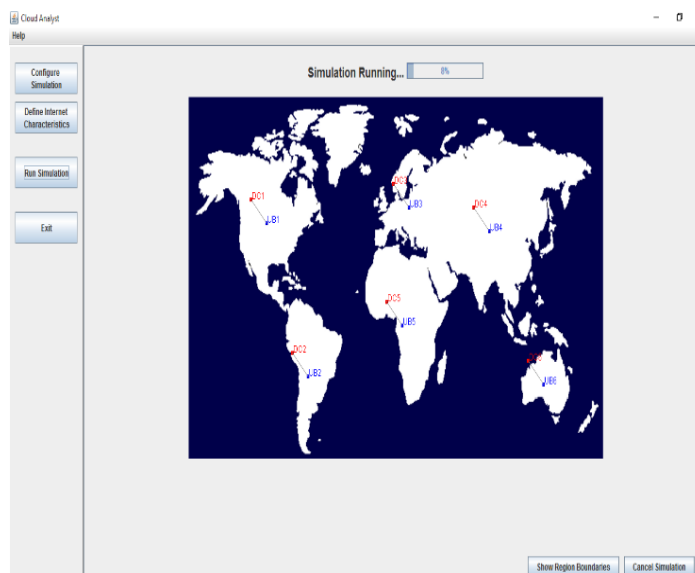 Cloud Analyst
Help
Configure
Simulation
Define Internet
Characteristics
Run Simulation
Exit
Simulation Running... 8%
DC1
UB1
DC3
UB3
DC4
UB4
DC5
UB5
DC2
UB2
UB6
Show Region Boundaries
Cancel Simulation